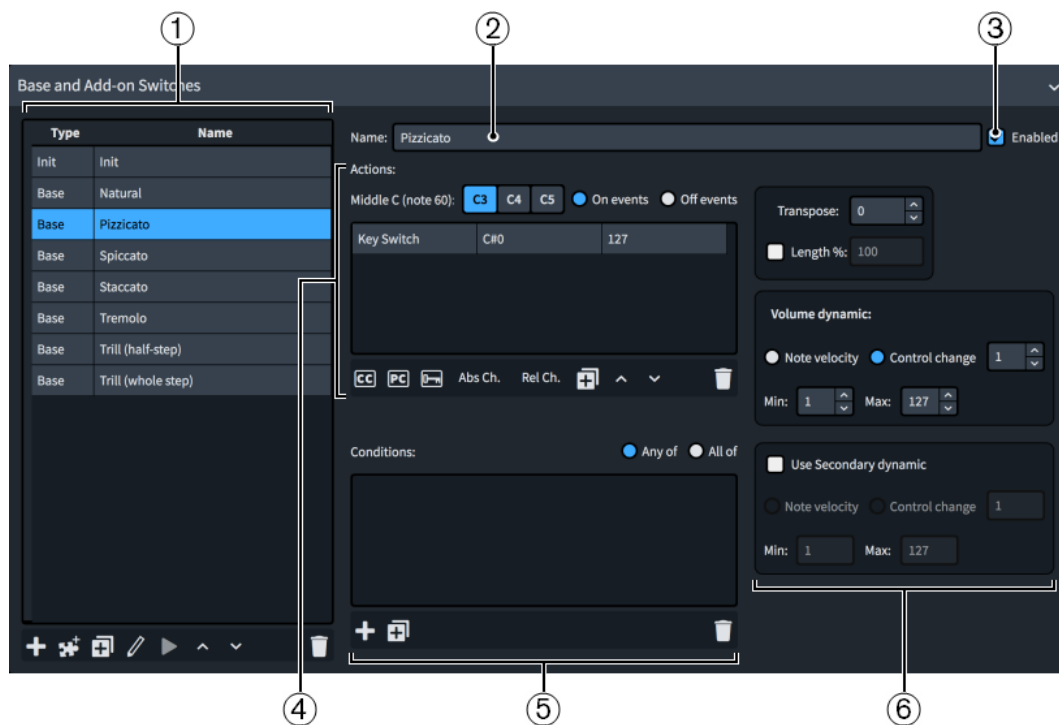 ① ② ③
Base and Add-on Switches
Type Name
Init Init
Base Natural
Base Pizzicato
Base Spiccato
Base Staccato
Base Tremolo
Base Trill (half-step)
Base Trill (whole step)
Name: Pizzicato Enabled
Actions:
Middle C (note 60): C3 C4 C5 On events Off events
Key Switch C#0 127
CC PC Abs Ch. Rel Ch.
Conditions: Any of All of
Transpose: 0
Length %: 100
Volume dynamic:
Note velocity Control change 1
Min: 1 Max: 127
Use Secondary dynamic
Note velocity Control change 1
Min: 1 Max: 127
④ ⑤ ⑥